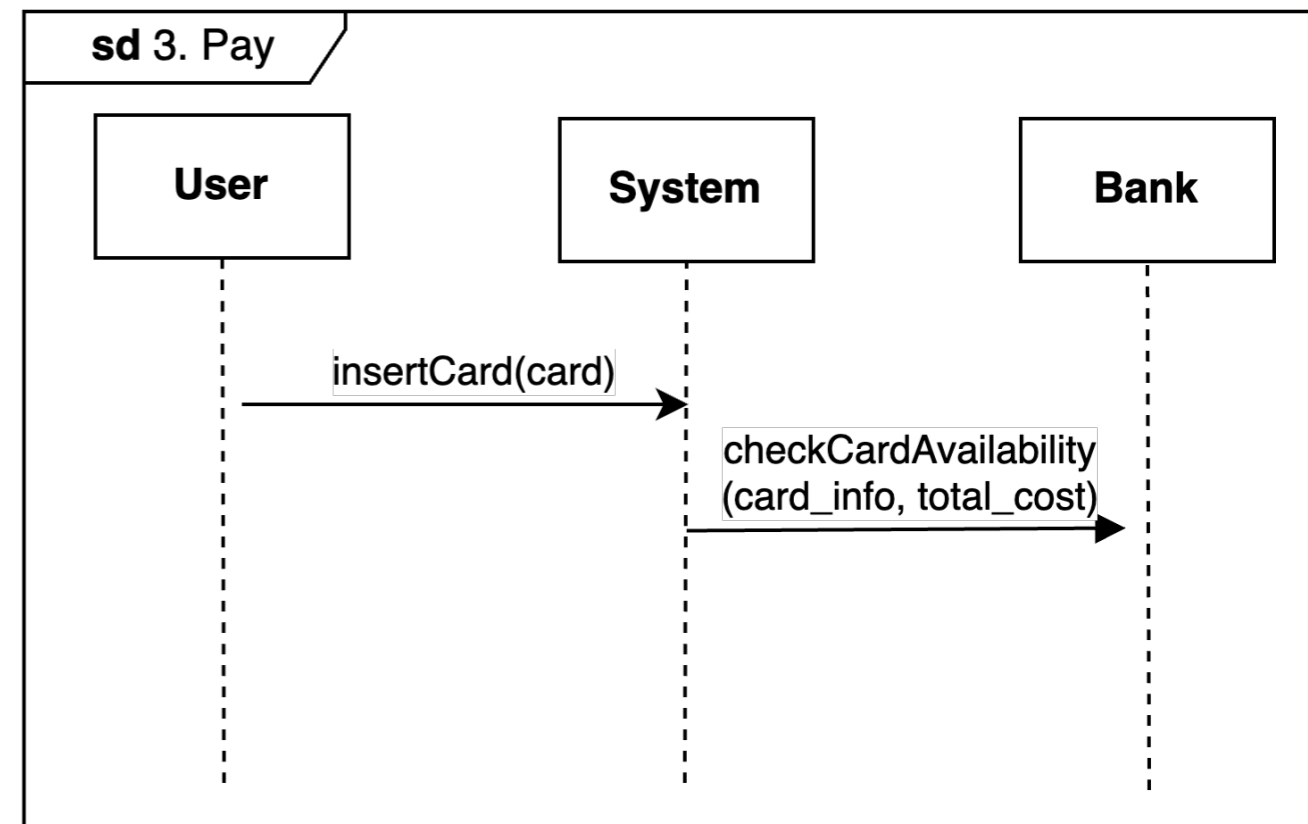 sd 3. Pay
User
System
Bank
insertCard(card)
checkCardAvailability
(card_info, total_cost)